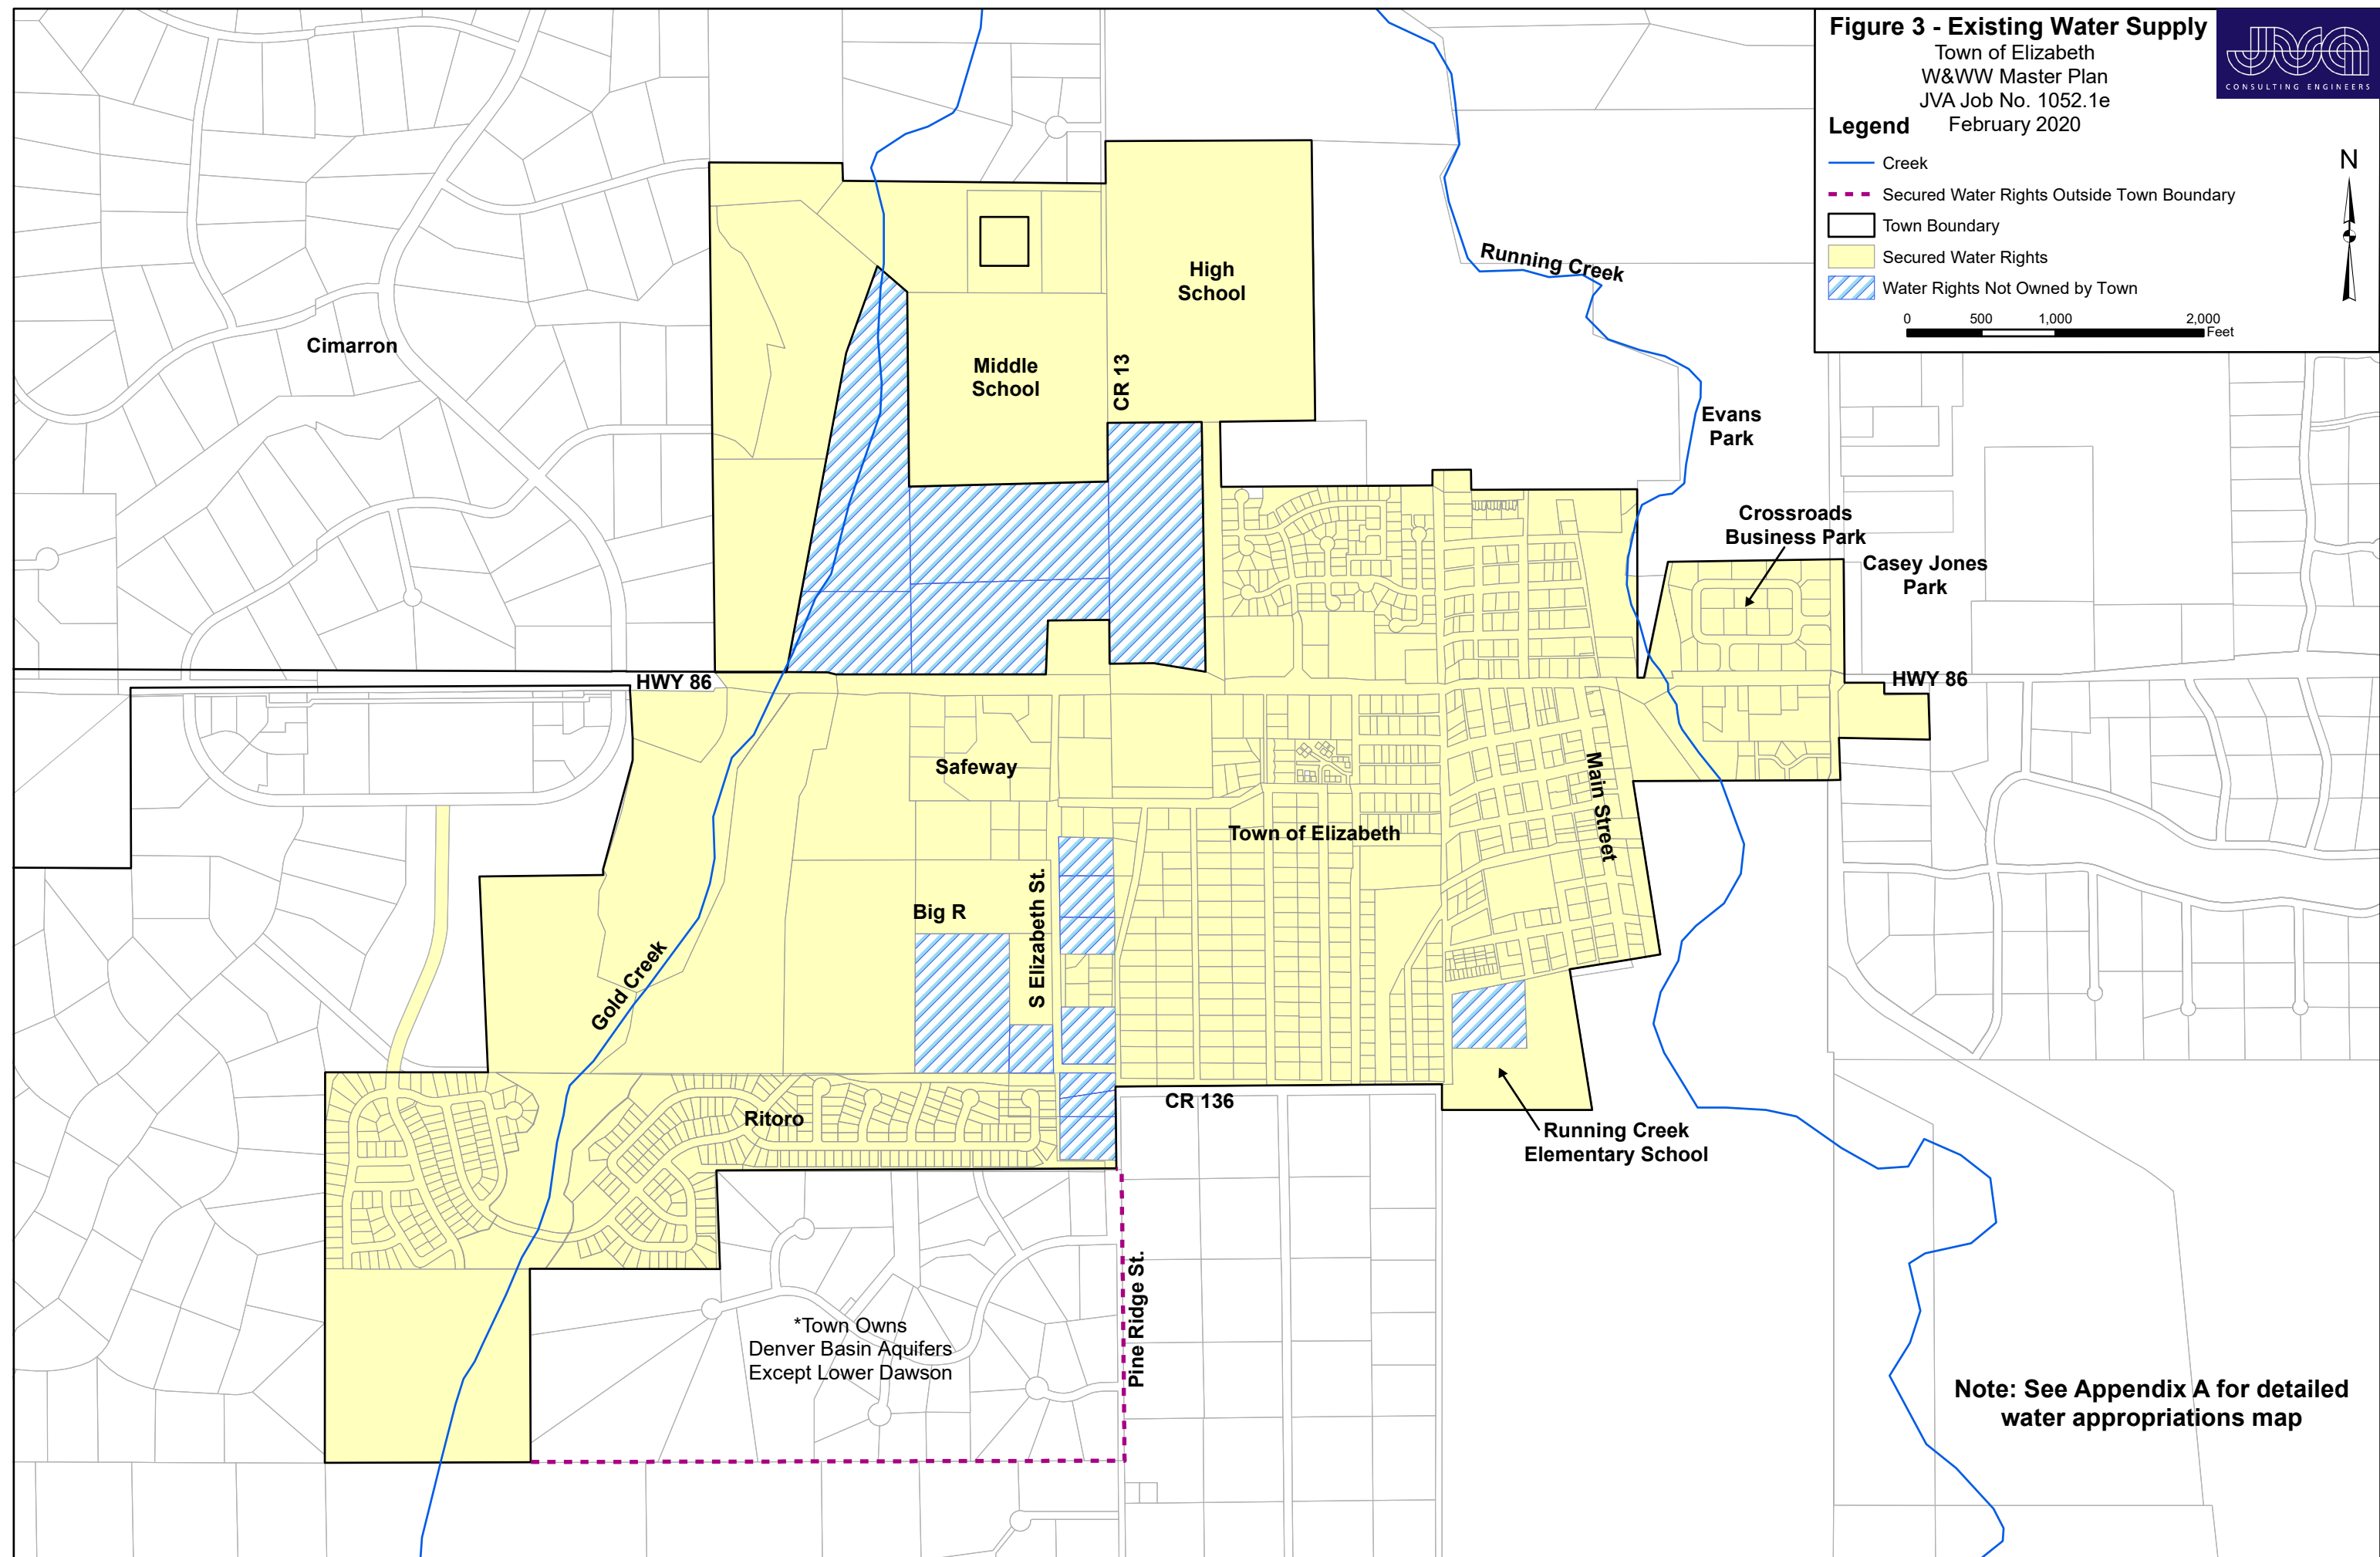 Figure 3 - Existing Water Supply
Town of Elizabeth
W&WW Master Plan
JVA Job No. 1052.1e
February 2020
JVA
CONSULTING ENGINEERS
Legend
Creek
Secured Water Rights Outside Town Boundary
Town Boundary
Secured Water Rights
Water Rights Not Owned by Town
0 500 1,000 2,000
Feet
N
Running Creek
High
School
Cimarron
Middle
School
CR 13
Evans
Park
Crossroads
Business Park
Casey Jones
Park
HWY 86
HWY 86
Safeway
Main Street
Town of Elizabeth
Big R
S Elizabeth St.
Gold Creek
Ritoro
CR 136
Running Creek
Elementary School
Pine Ridge St.
*Town Owns
Denver Basin Aquifers
Except Lower Dawson
Note: See Appendix A for detailed
water appropriations map